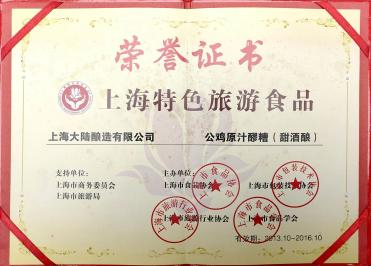 荣誉证书
上海特色旅游食品
上海大陆酿造有限公司 公鸡原汁醪糟（甜酒酿）
支持单位： 主办单位：
上海市商务委员会 上海市食品协会 上海市包装技术协会
上海市旅游局
上海市旅游行业协会 上海市食品学会
有效期：2013.10-2016.10